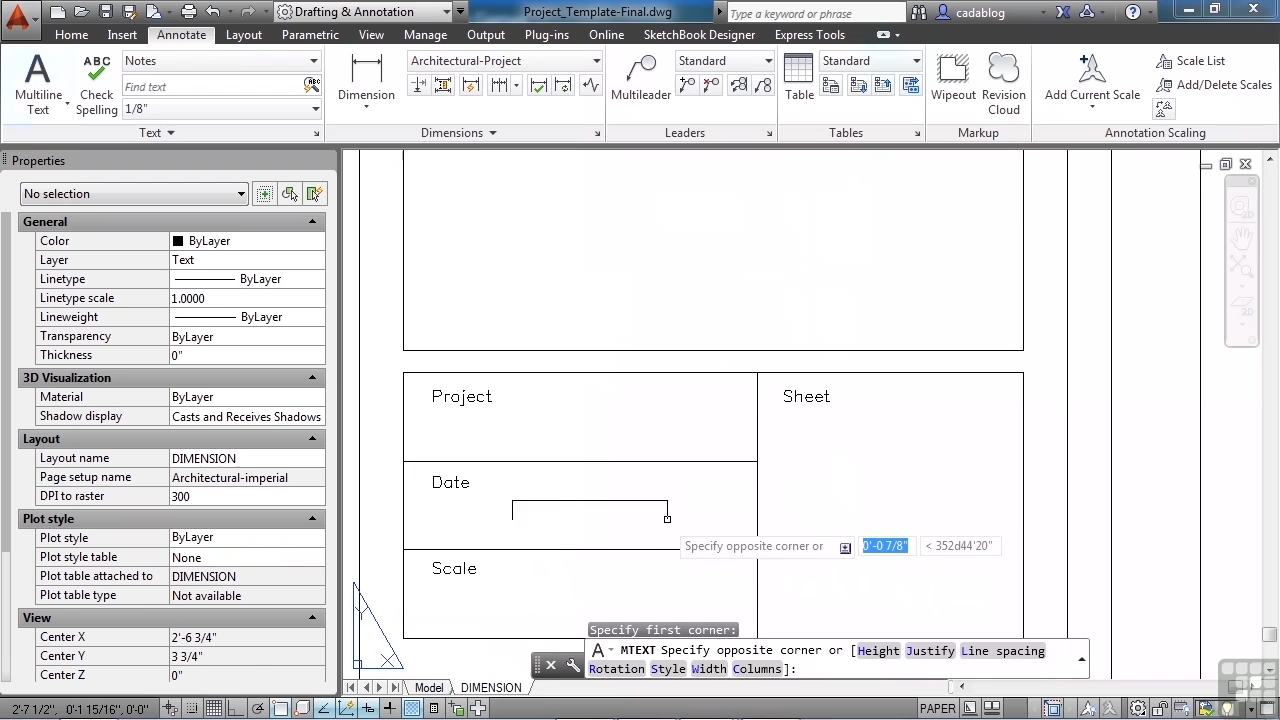 Drafting & Annotation
Project_Template-Final.dwg
Type a keyword or phrase
cadablog
Home Insert Annotate Layout Parametric View Manage Output Plug-ins Online SketchBook Designer Express Tools
Multiline Text
ABC
Check Spelling
Notes
Find text
1/8"
Dimension
Architectural-Project
Multileader
Standard
Table
Standard
Wipeout
Revision Cloud
Add Current Scale
Scale List
Add/Delete Scales
Text
Dimensions
Leaders
Tables
Markup
Annotation Scaling
Properties
No selection
General
Color ByLayer
Layer Text
Linetype ByLayer
Linetype scale 1.0000
Lineweight ByLayer
Transparency ByLayer
Thickness 0"
3D Visualization
Material ByLayer
Shadow display Casts and Receives Shadows
Layout
Layout name DIMENSION
Page setup name Architectural-imperial
DPI to raster 300
Plot style
Plot style ByLayer
Plot style table None
Plot table attached to DIMENSION
Plot table type Not available
View
Center X 2'-6 3/4"
Center Y 3 3/4"
Center Z 0"
Project
Sheet
Date
Scale
Specify opposite corner or 0'-0 7/8" < 352d44'20"
Specify first corner:
MTEXT Specify opposite corner or [Height Justify Line spacing
Rotation Style Width Columns]:
Model DIMENSION
2'-7 1/2", 0'-1 15/16", 0'-0"
PAPER